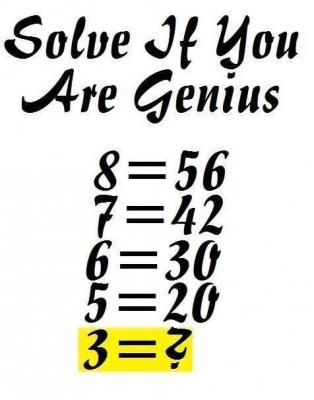 Solve If You
Are Genius
8=56
7=42
6=30
5=20
3=?